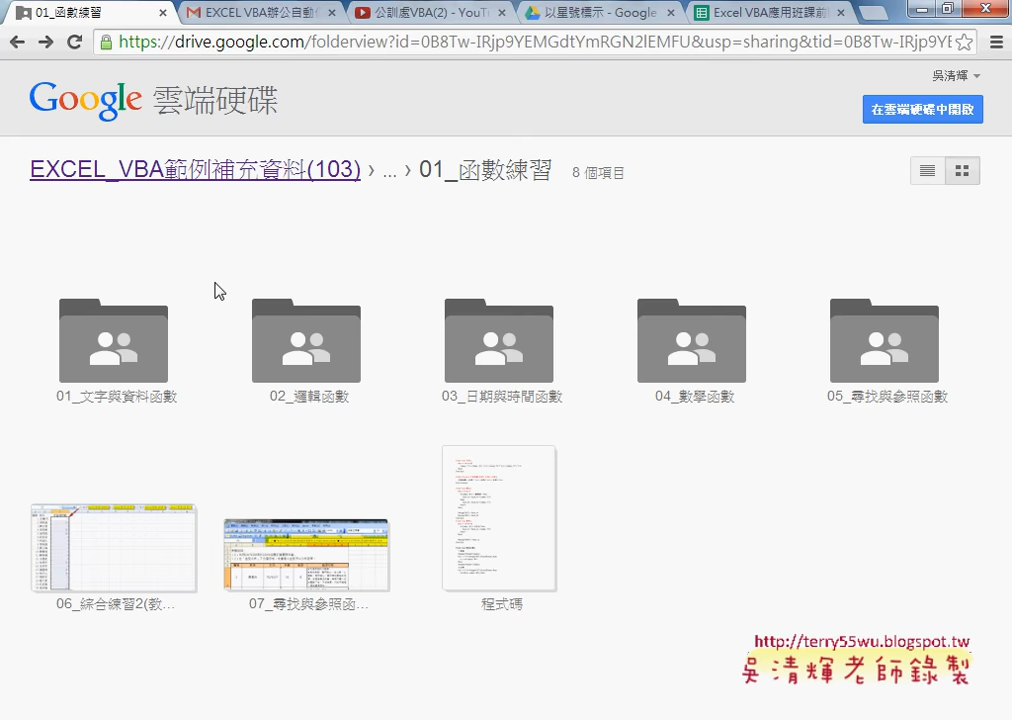 01_函數練習
EXCEL VBA辦公自動化
公訓處VBA(2) - YouTu
以星號標示 - Google
Excel VBA應用班課前
https://drive.google.com/folderview?id=0B8Tw-IRjp9YEMGdtYmRGN2lEMFU&usp=sharing&tid=0B8Tw-IRjp9YE
吳清輝
Google 雲端硬碟
在雲端硬碟中開啟
EXCEL_VBA範例補充資料(103) › ... › 01_函數練習 8 個項目
01_文字與資料函數
02_邏輯函數
03_日期與時間函數
04_數學函數
05_尋找與參照函數
06_綜合練習2(教...
07_尋找與參照函...
程式碼
http://terry55wu.blogspot.tw
吳清輝老師錄製